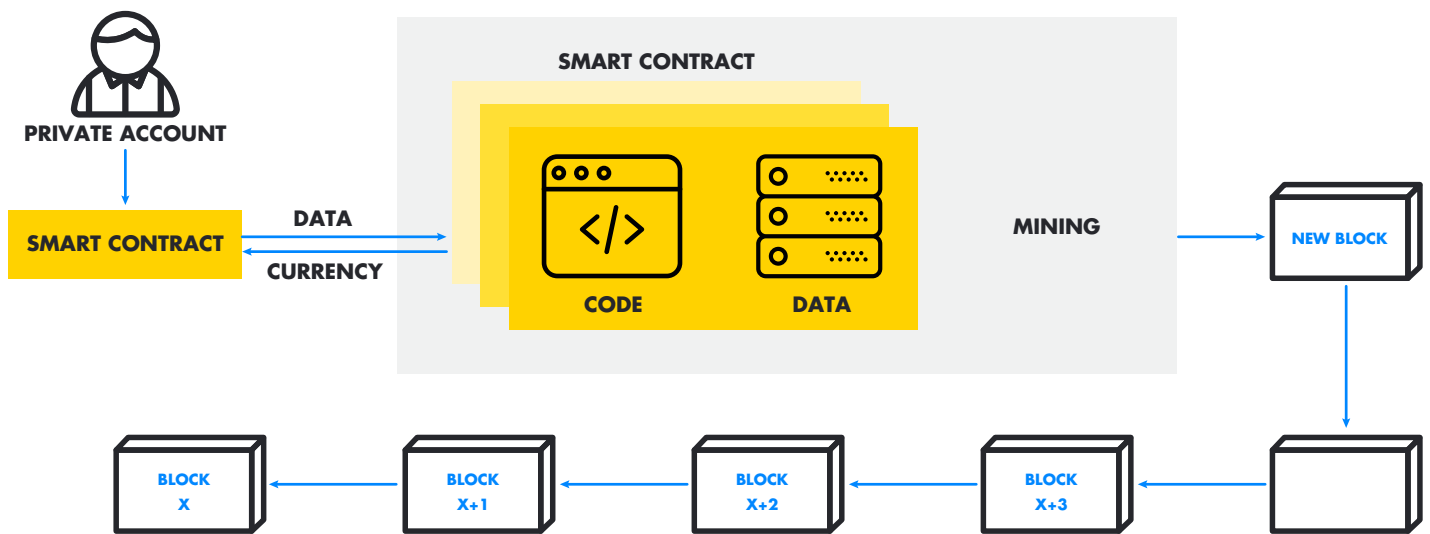 PRIVATE ACCOUNT
SMART CONTRACT
DATA
CURRENCY
SMART CONTRACT
CODE
DATA
MINING
NEW BLOCK
BLOCK
X
BLOCK
X+1
BLOCK
X+2
BLOCK
X+3